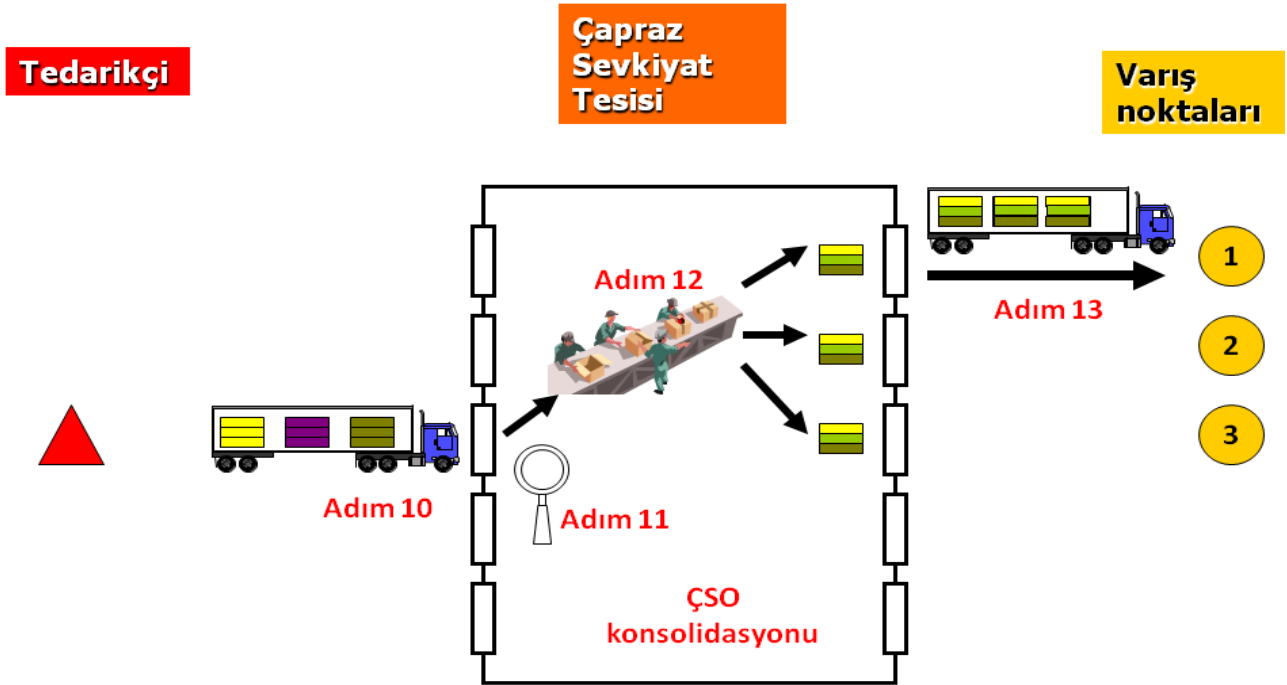 Tedarikçi
Çapraz
Sevkiyat
Tesisi
Varış
noktaları
Adım 12
1
Adım 13
2
3
Adım 10
Adım 11
ÇSO
konsolidasyonu